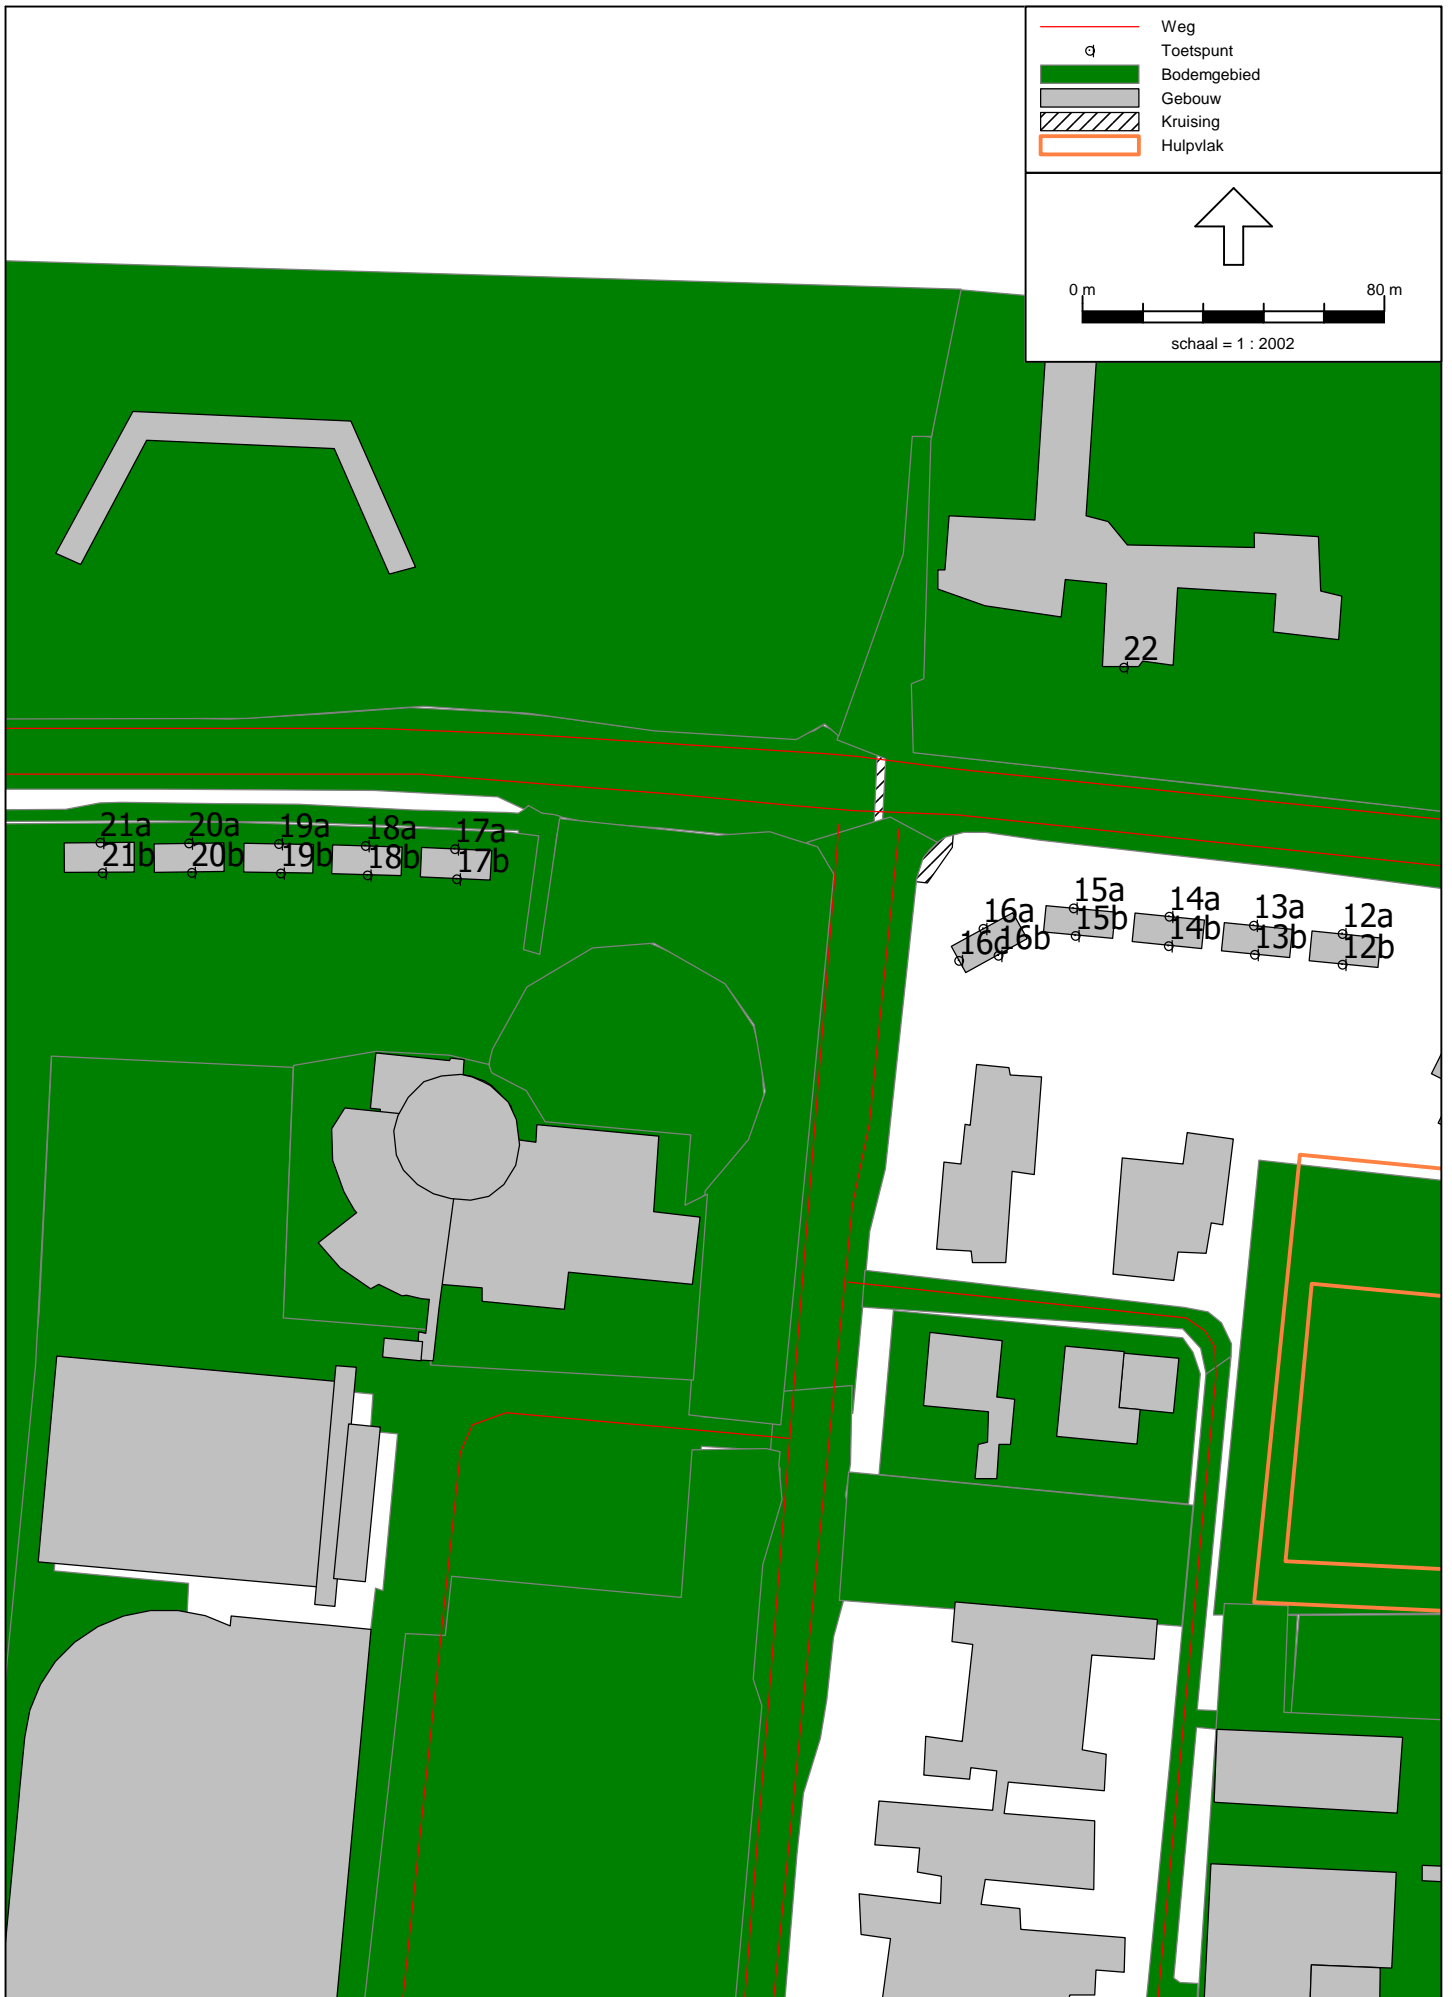 Weg
Toetspunt
Bodemgebied
Gebouw
Kruising
Hulpvlak
0 m 80 m
schaal = 1 : 2002
22
21a 20a 19a 18a 17a
21b 20b 19b 18b 17b
16a 15a 14a 13a 12a
16c 16b 15b 14b 13b 12b